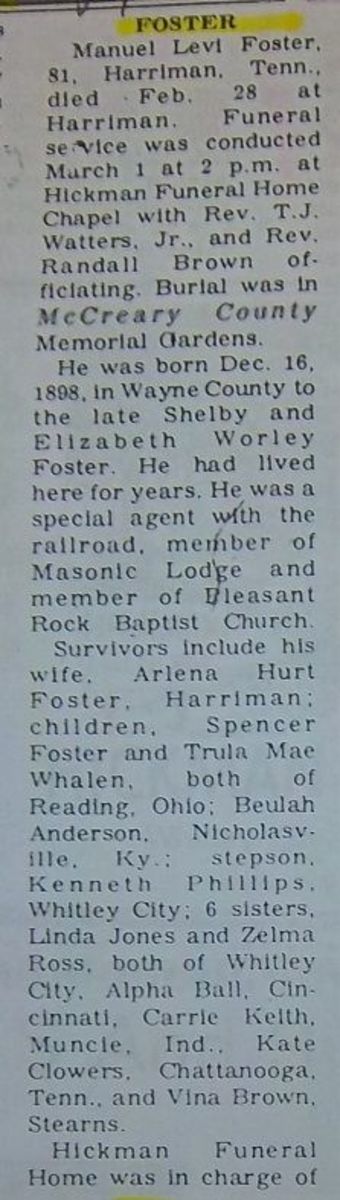 FOSTER
Manuel Levi Foster,
81, Harriman, Tenn.,
died Feb. 28 at
Harriman. Funeral
service was conducted
March 1 at 2 p.m. at
Hickman Funeral Home
Chapel with Rev. T.J.
Watters, Jr., and Rev.
Randall Brown of-
ficiating. Burial was in
McCreary County
Memorial Gardens.
He was born Dec. 16,
1898, in Wayne County to
the late Shelby and
Elizabeth Worley
Foster. He had lived
here for years. He was a
special agent with the
railroad, member of
Masonic Lodge and
member of Pleasant
Rock Baptist Church.
Survivors include his
wife, Arlena Hurt
Foster, Harriman;
children, Spencer
Foster and Trula Mae
Whalen, both of
Reading, Ohio; Beulah
Anderson, Nicholasv-
ille, Ky.; stepson,
Kenneth Phillips,
Whitley City; 6 sisters,
Linda Jones and Zelma
Ross, both of Whitley
City, Alpha Ball, Cin-
cinnati, Carrie Keith,
Muncie, Ind., Kate
Clowers, Chattanooga,
Tenn., and Vina Brown,
Stearns.
Hickman Funeral
Home was in charge of